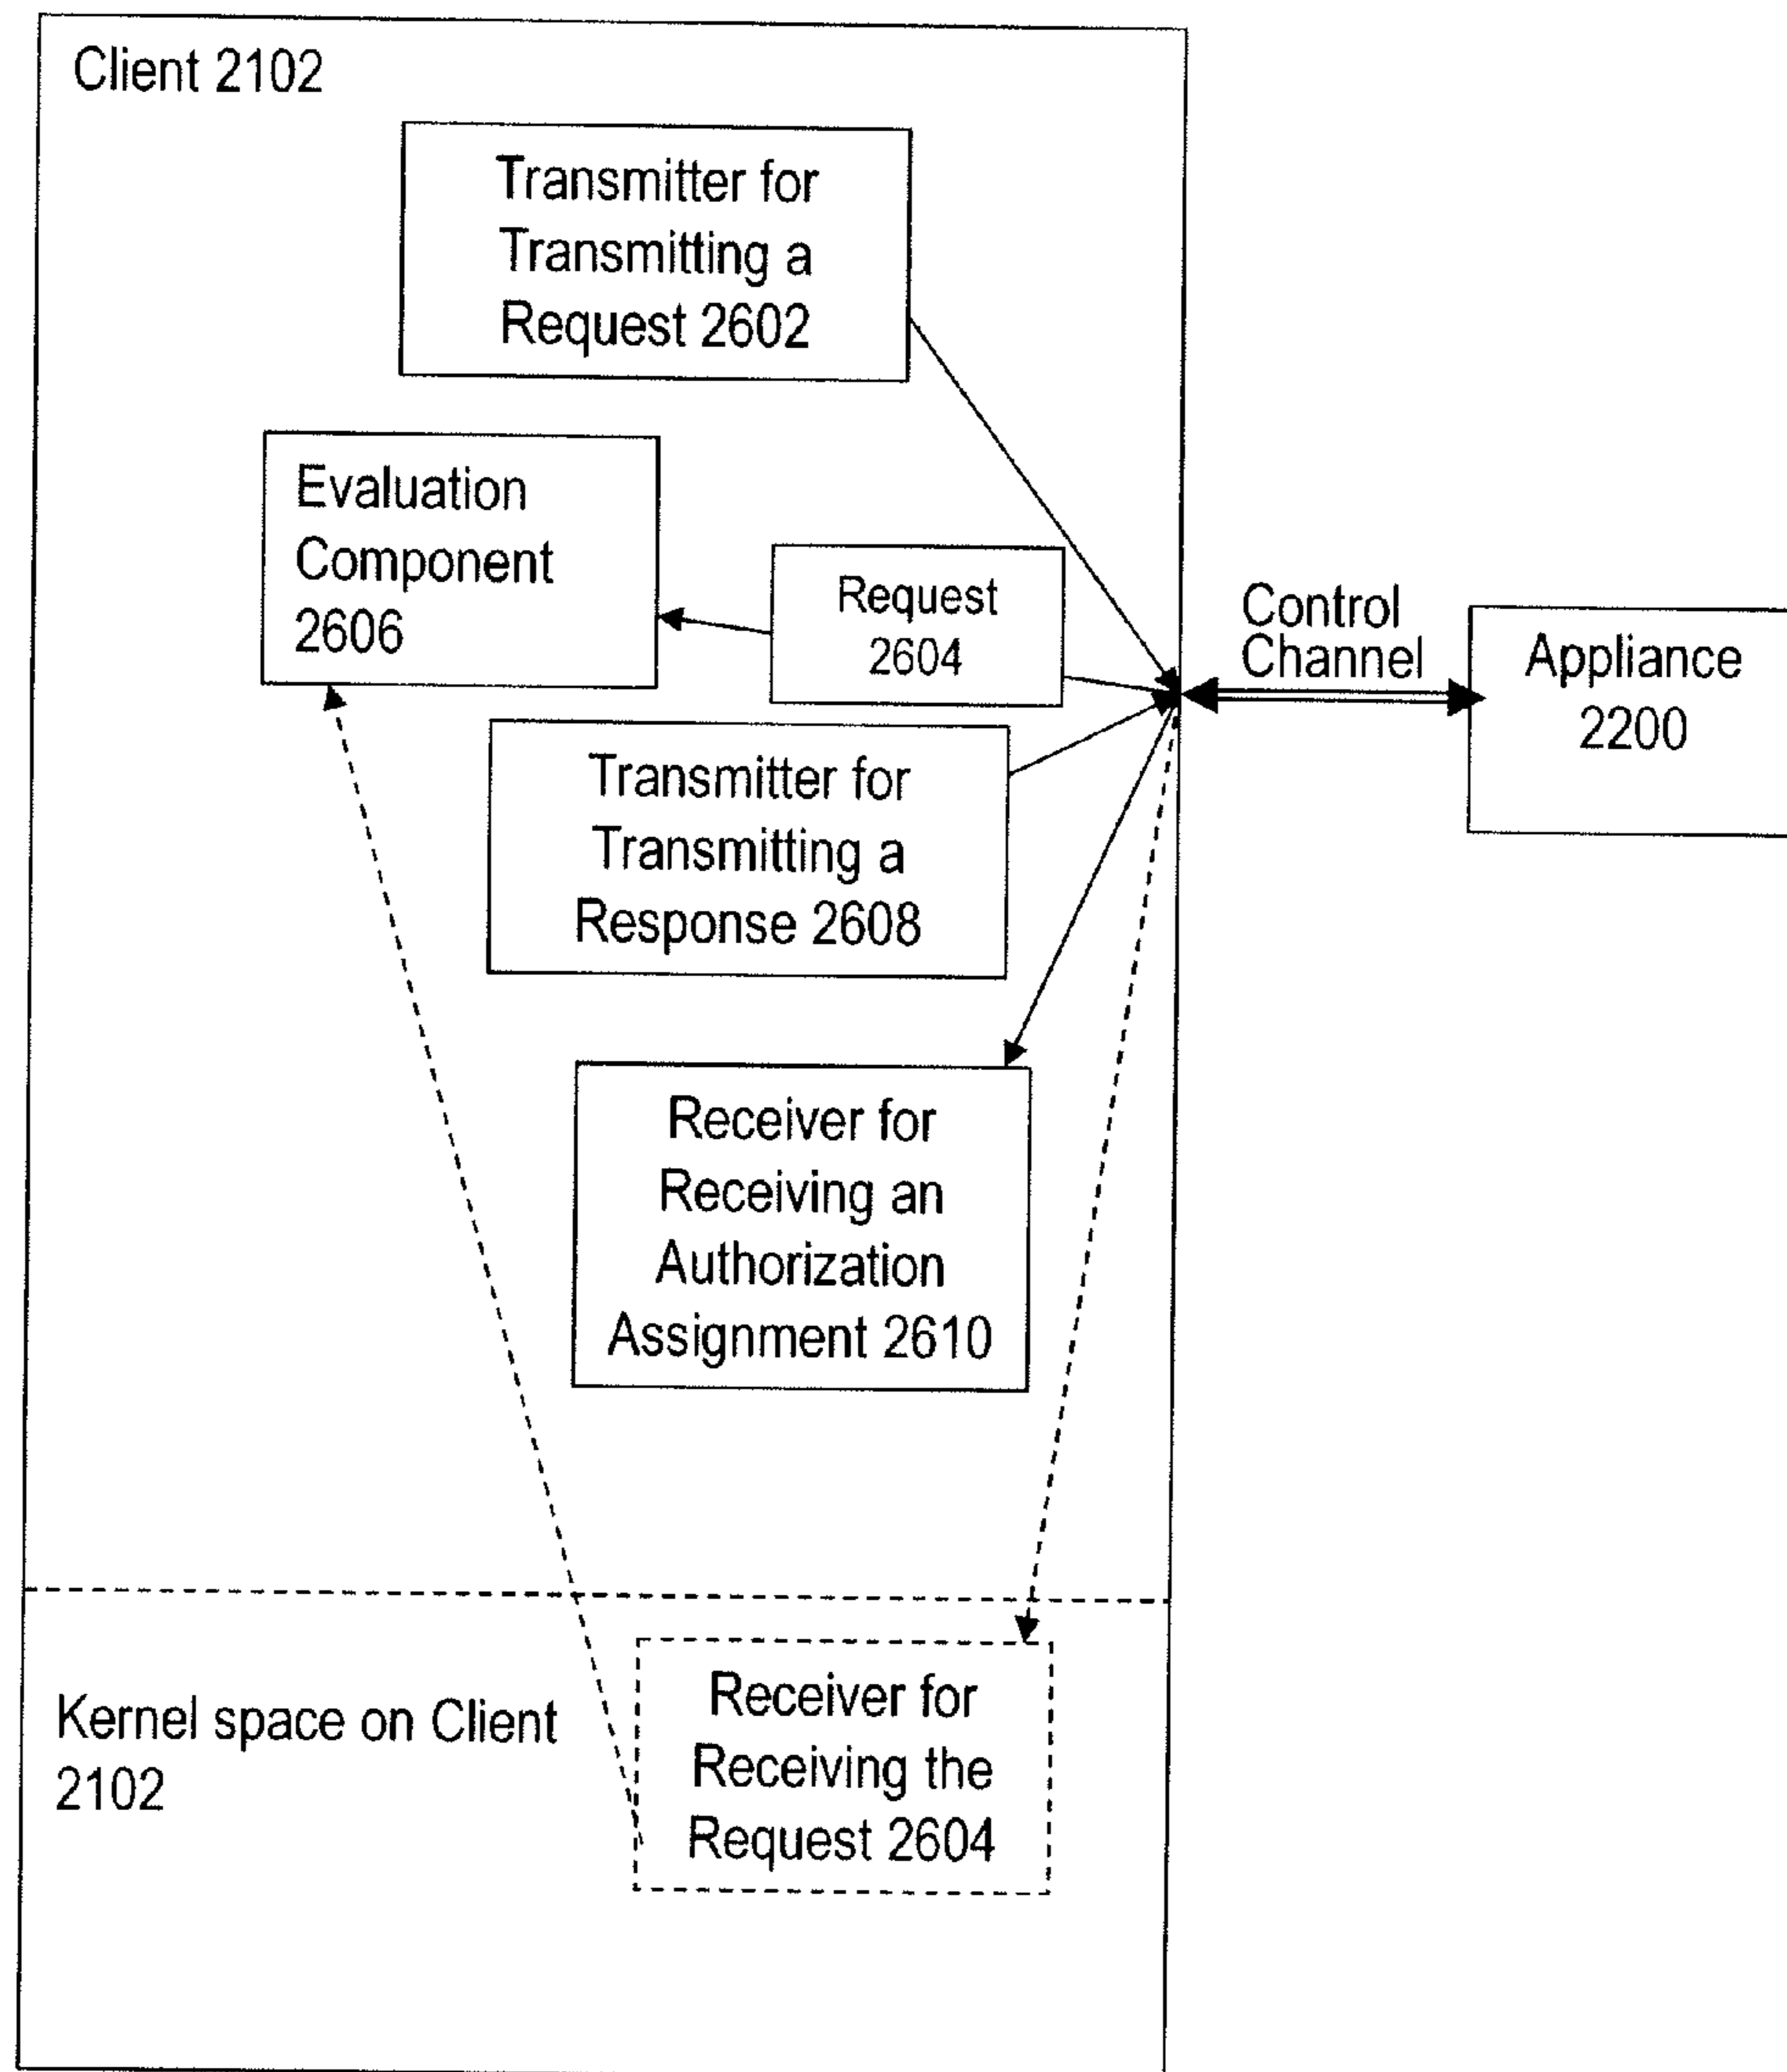 Client 2102
Transmitter for
Transmitting a
Request 2602
Evaluation
Component
2606
Request
2604
Control
Channel
Appliance
2200
Transmitter for
Transmitting a
Response 2608
Receiver for
Receiving an
Authorization
Assignment 2610
Kernel space on Client
2102
Receiver for
Receiving the
Request 2604